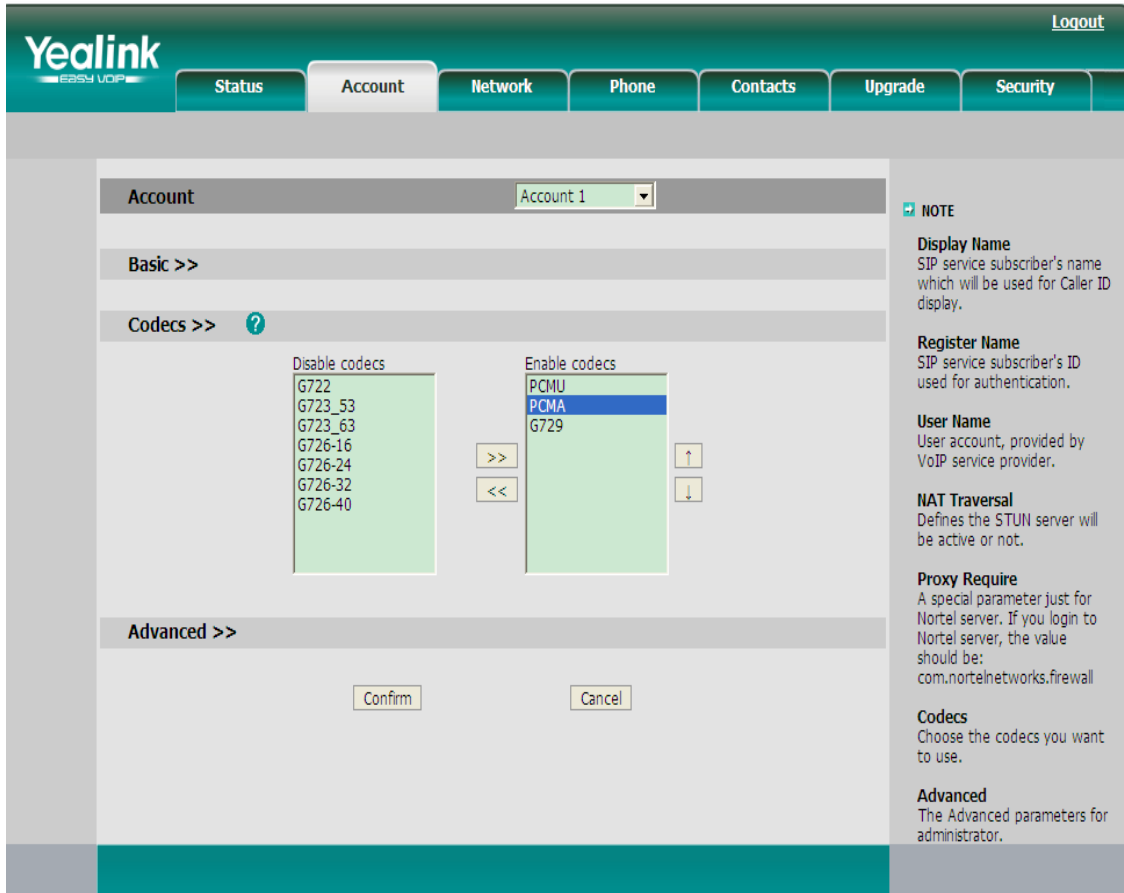 Logout
Yealink
EASY VOIP
Status
Account
Network
Phone
Contacts
Upgrade
Security
Account
Account 1
Basic >>
Codecs >>
?
Disable codecs
G722
G723_53
G723_63
G726-16
G726-24
G726-32
G726-40
>>
<<
Enable codecs
PCMU
PCMA
G729
↑
↓
Advanced >>
Confirm
Cancel
NOTE
Display Name
SIP service subscriber's name
which will be used for Caller ID
display.
Register Name
SIP service subscriber's ID
used for authentication.
User Name
User account, provided by
VoIP service provider.
NAT Traversal
Defines the STUN server will
be active or not.
Proxy Require
A special parameter just for
Nortel server. If you login to
Nortel server, the value
should be:
com.nortelnetworks.firewall
Codecs
Choose the codecs you want
to use.
Advanced
The Advanced parameters for
administrator.